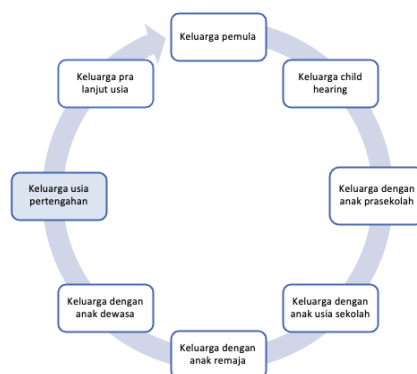 Keluarga pemula
Keluarga child
hearing
Keluarga dengan
anak prasekolah
Keluarga dengan
anak usia sekolah
Keluarga dengan
anak remaja
Keluarga dengan
anak dewasa
Keluarga usia
pertengahan
Keluarga pra
lanjut usia